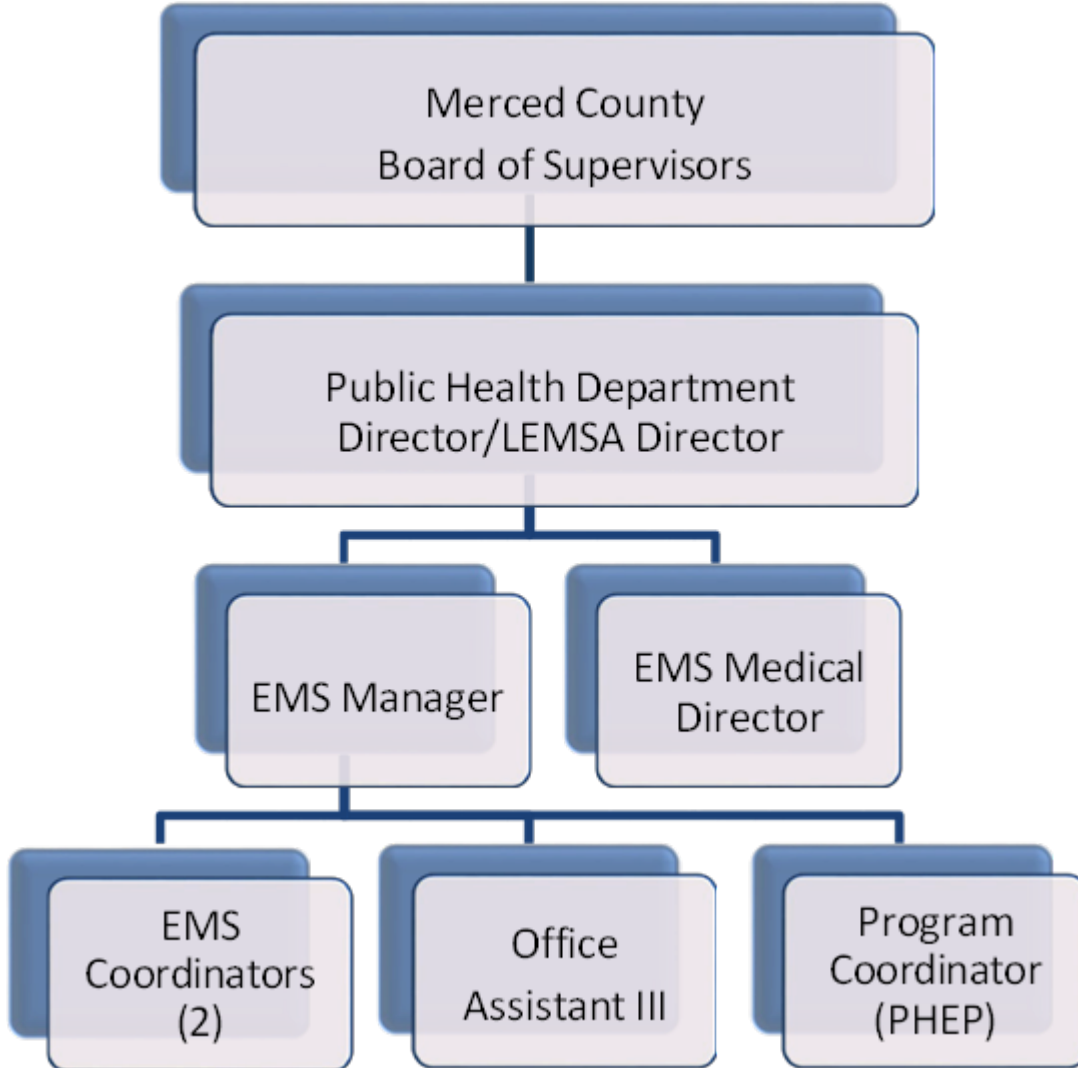 Merced County
Board of Supervisors
Public Health Department
Director/LEMSA Director
EMS Manager
EMS Medical
Director
EMS
Coordinators
(2)
Office
Assistant III
Program
Coordinator
(PHEP)